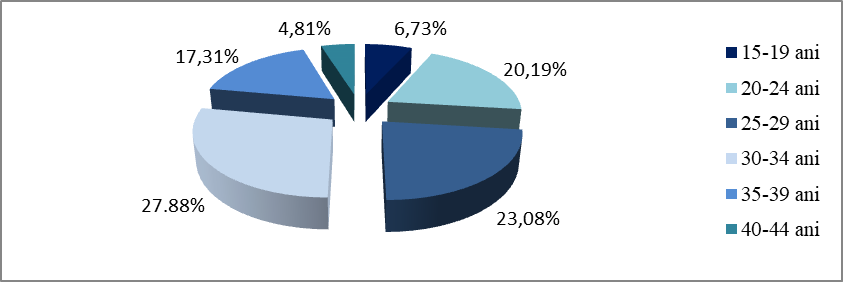 4,81%
6,73%
17,31%
20,19%
27.88%
23,08%
15-19 ani
20-24 ani
25-29 ani
30-34 ani
35-39 ani
40-44 ani